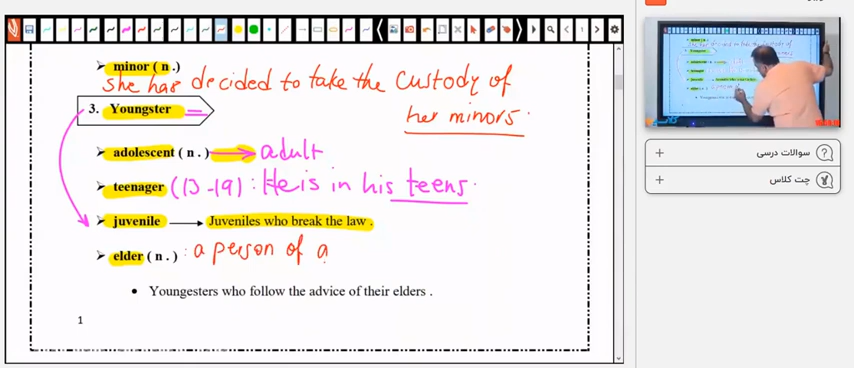 ➤ minor ( n .)
She has decided to take the custody of
her minors.
3. Youngster
➤ adolescent ( n . ) → adult
➤ teenager (13 - 19) : He is in his teens.
➤ juvenile → Juveniles who break the law .
➤ elder ( n . ) : a person of a
• Youngesters who follow the advice of their elders .
1
سوالات درسی
چت کلاس